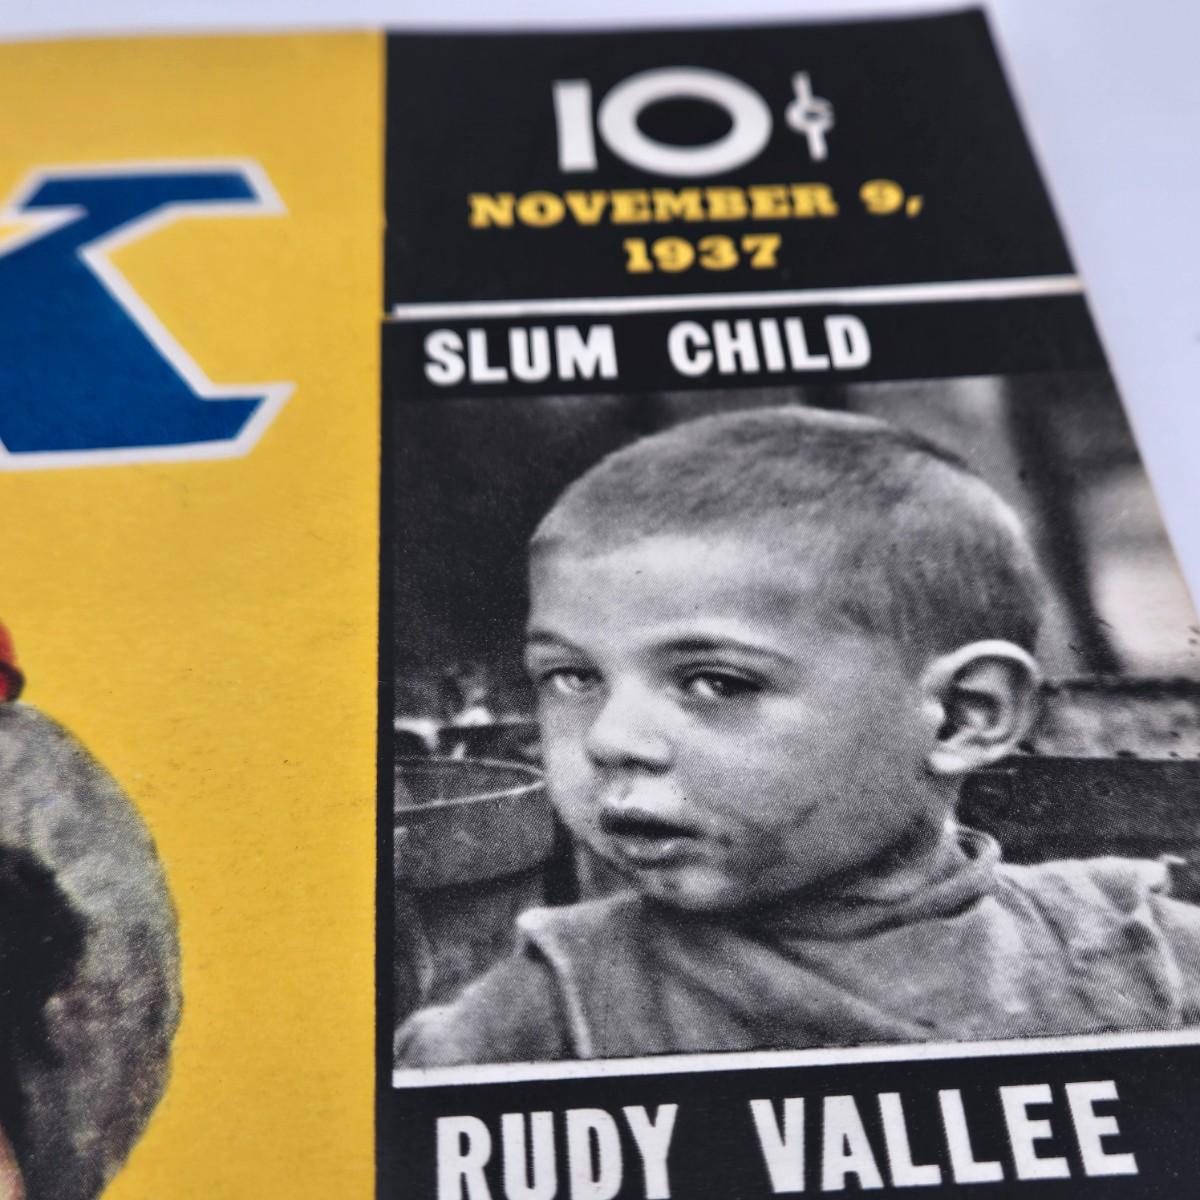 K
10¢
NOVEMBER 9,
1937
SLUM CHILD
RUDY VALLEE